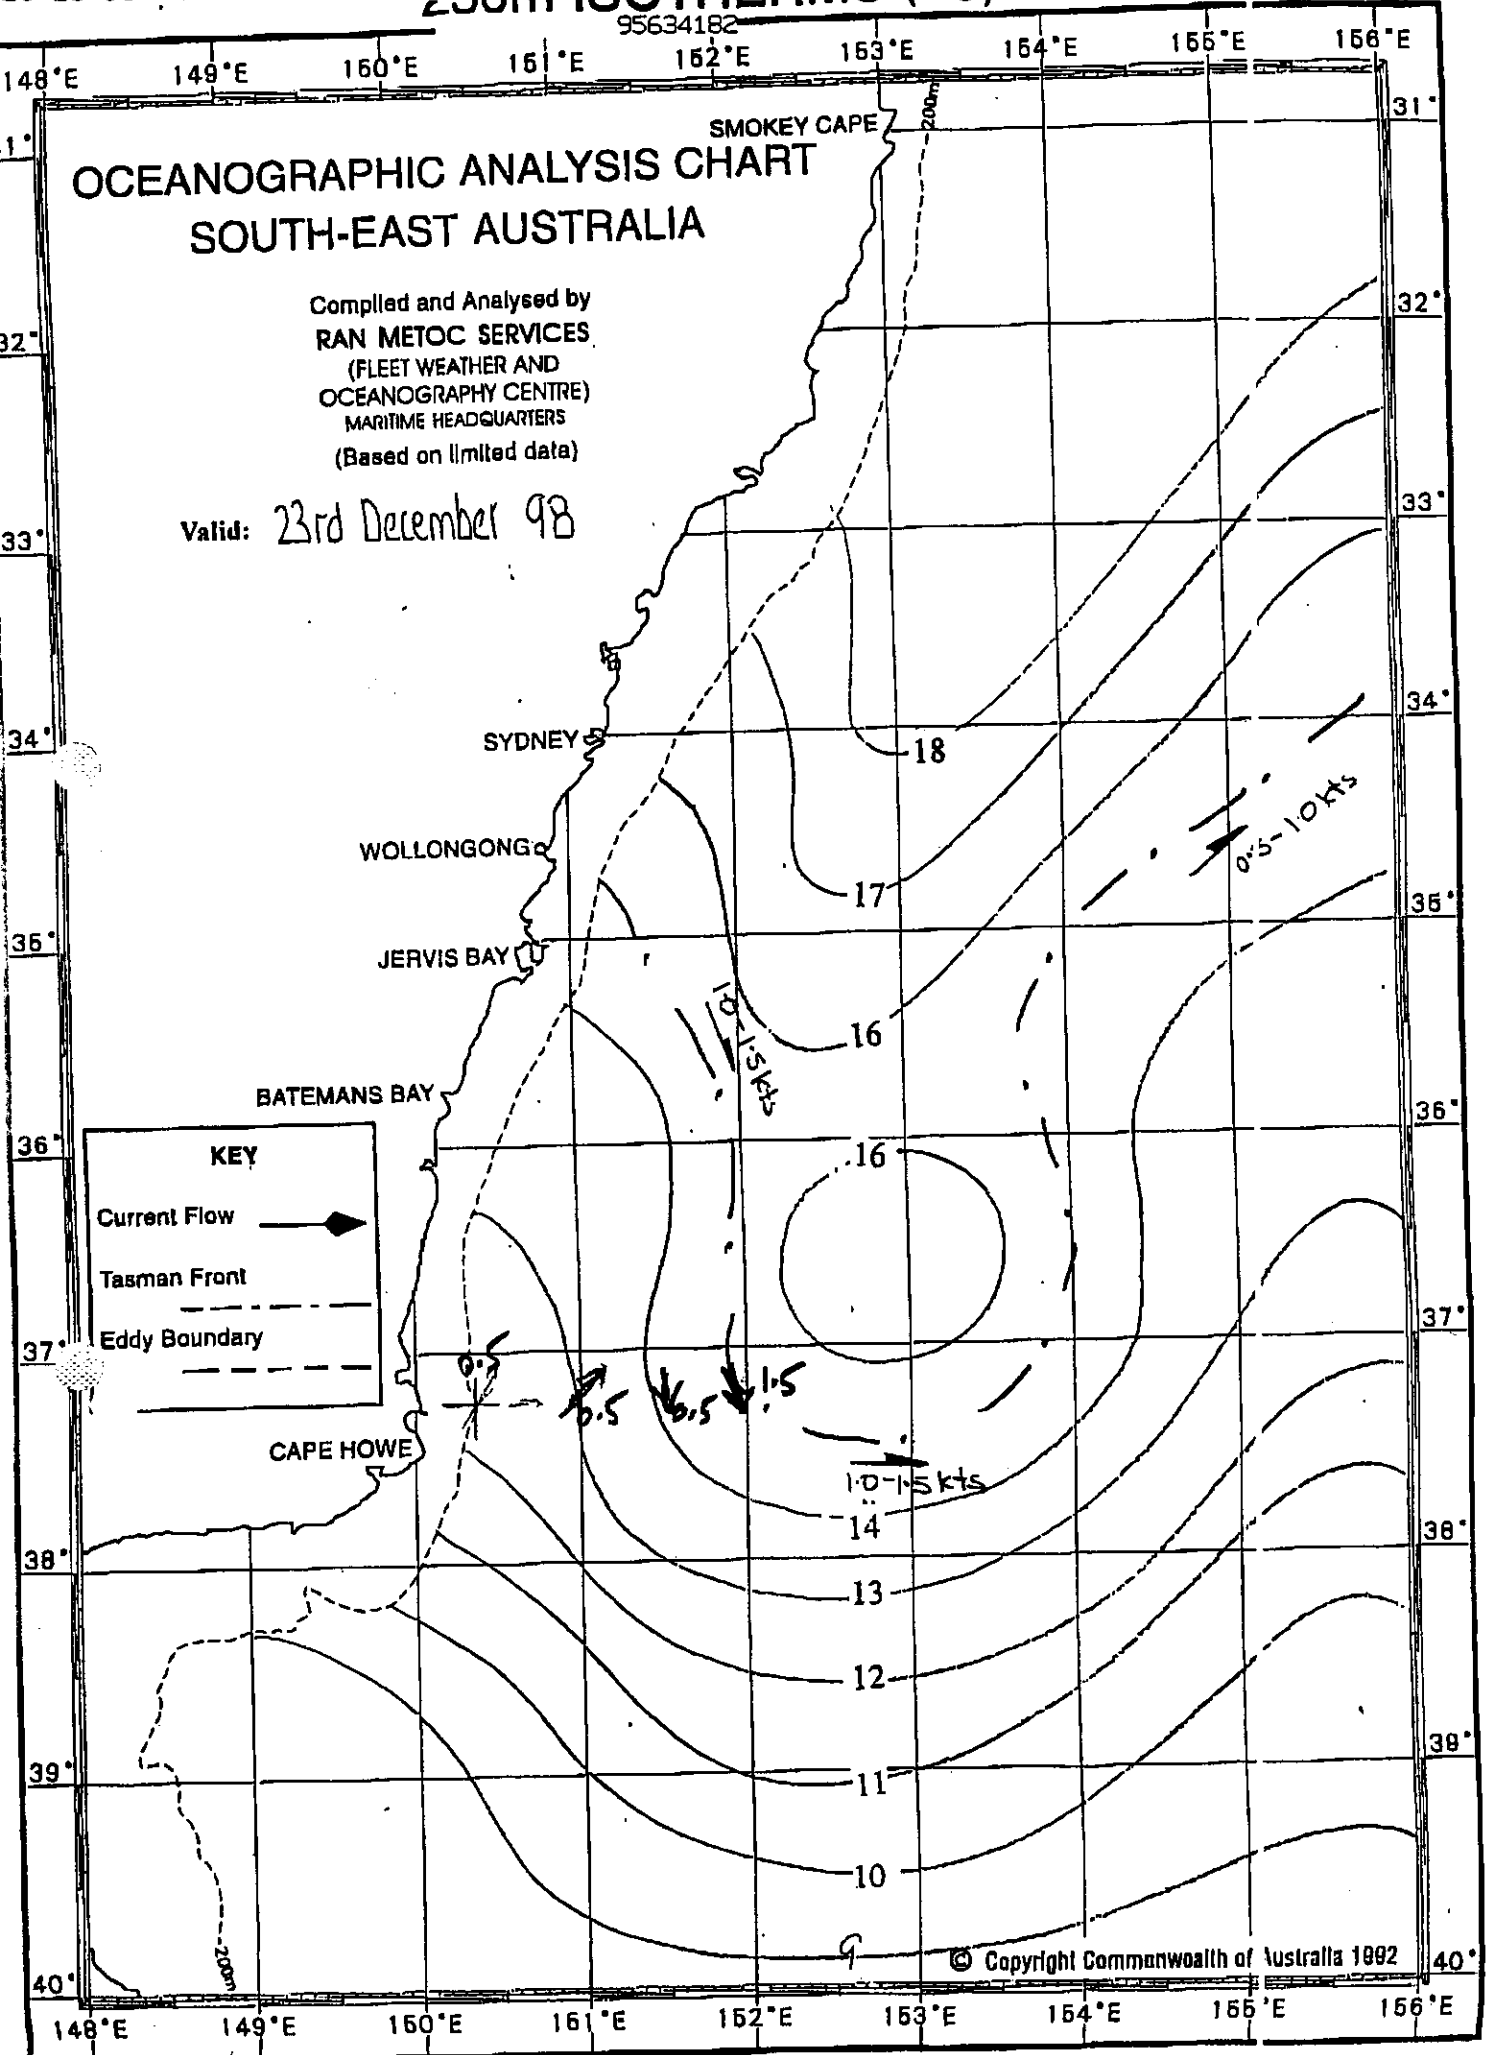 95634182
148°E 149°E 150°E 151°E 152°E 153°E 154°E 155°E 156°E
SMOKEY CAPE
200m
31°
OCEANOGRAPHIC ANALYSIS CHART
SOUTH-EAST AUSTRALIA
Compiled and Analysed by
RAN METOC SERVICES
(FLEET WEATHER AND
OCEANOGRAPHY CENTRE)
MARITIME HEADQUARTERS
(Based on limited data)
Valid: 23rd December 98
32° 32°
33° 33°
34° 34°
SYDNEY
18
WOLLONGONG
0.5-1.0 kts
17
35° 35°
JERVIS BAY
16
1.0-1.5 kts
BATEMANS BAY
36° 36°
KEY
16
Current Flow
Tasman Front
Eddy Boundary
37° 37°
0.5
0.5
0.5
1.5
CAPE HOWE
1.0-1.5 kts
14
38° 38°
13
12
39° 39°
11
10
9
200m
© Copyright Commonwealth of Australia 1992
40° 40°
148°E 149°E 150°E 151°E 152°E 153°E 154°E 155°E 156°E